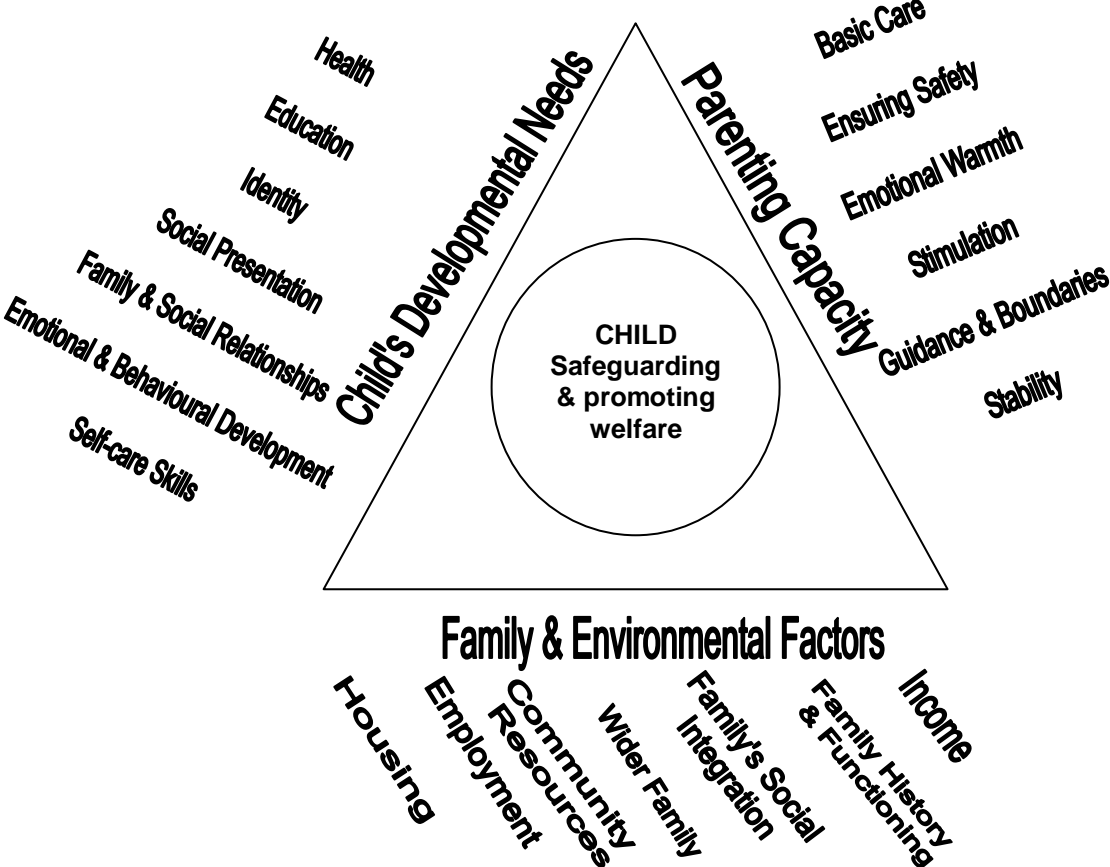 Health
Education
Identity
Social Presentation
Family & Social Relationships
Emotional & Behavioural Development
Self-care Skills
Child's Developmental Needs
Parenting Capacity
Basic Care
Ensuring Safety
Emotional Warmth
Stimulation
Guidance & Boundaries
Stability
CHILD
Safeguarding
& promoting
welfare
Family & Environmental Factors
Housing
Employment
Community
Resources
Wider Family
Family's Social
Integration
Family History
& Functioning
Income